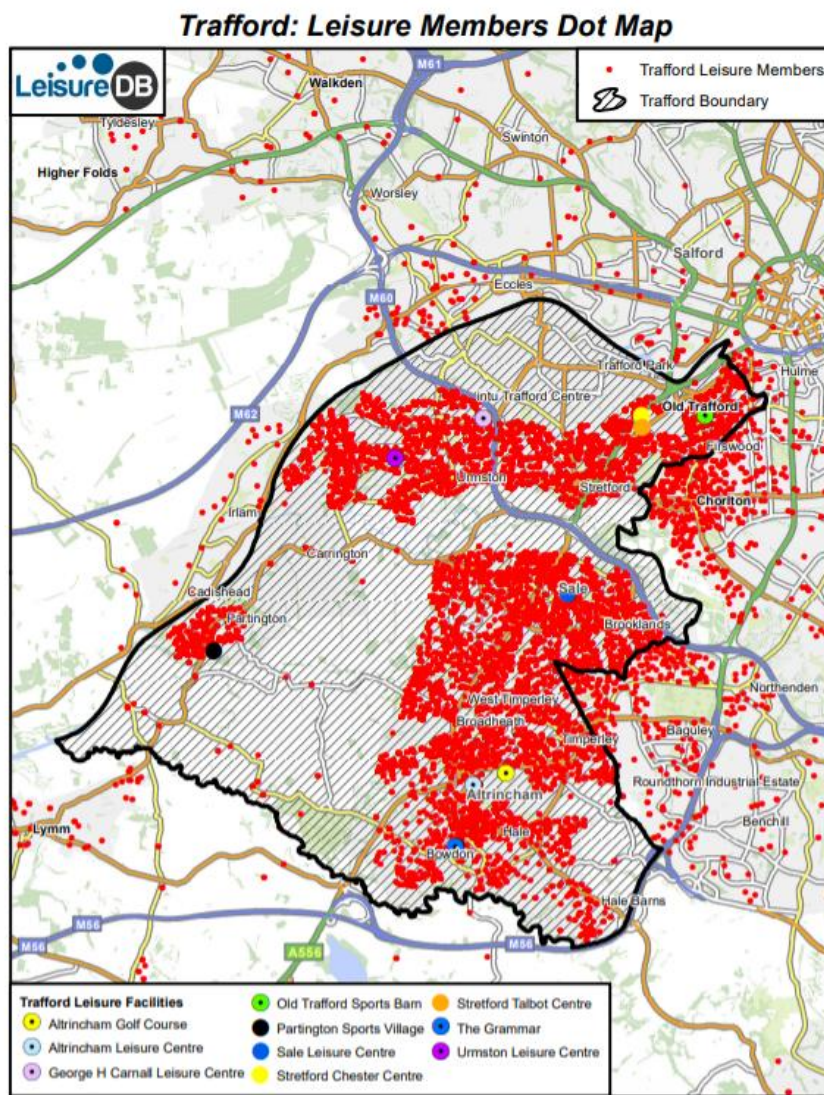 Trafford: Leisure Members Dot Map
LeisureDB
Trafford Leisure Members
Trafford Boundary
M61
Walkden
Tyldesley
Swinton
Higher Folds
Worsley
Salford
Eccles
M60
Trafford Park
Hulme
intu Trafford Centre
M62
Old Trafford
Firswood
Urmston
Stretford
Chorlton
Irlam
Carrington
Cadishead
Sale
Partington
Brooklands
Northenden
West Timperley
Broadheath
Timperley
Baguley
Roundthorn Industrial Estate
Altrincham
Benchill
Lymm
Hale
Bowdon
Hale Barns
M56
M56
M56
A556
Trafford Leisure Facilities
Altrincham Golf Course
Altrincham Leisure Centre
George H Carnall Leisure Centre
Old Trafford Sports Barn
Partington Sports Village
Sale Leisure Centre
Stretford Chester Centre
Stretford Talbot Centre
The Grammar
Urmston Leisure Centre